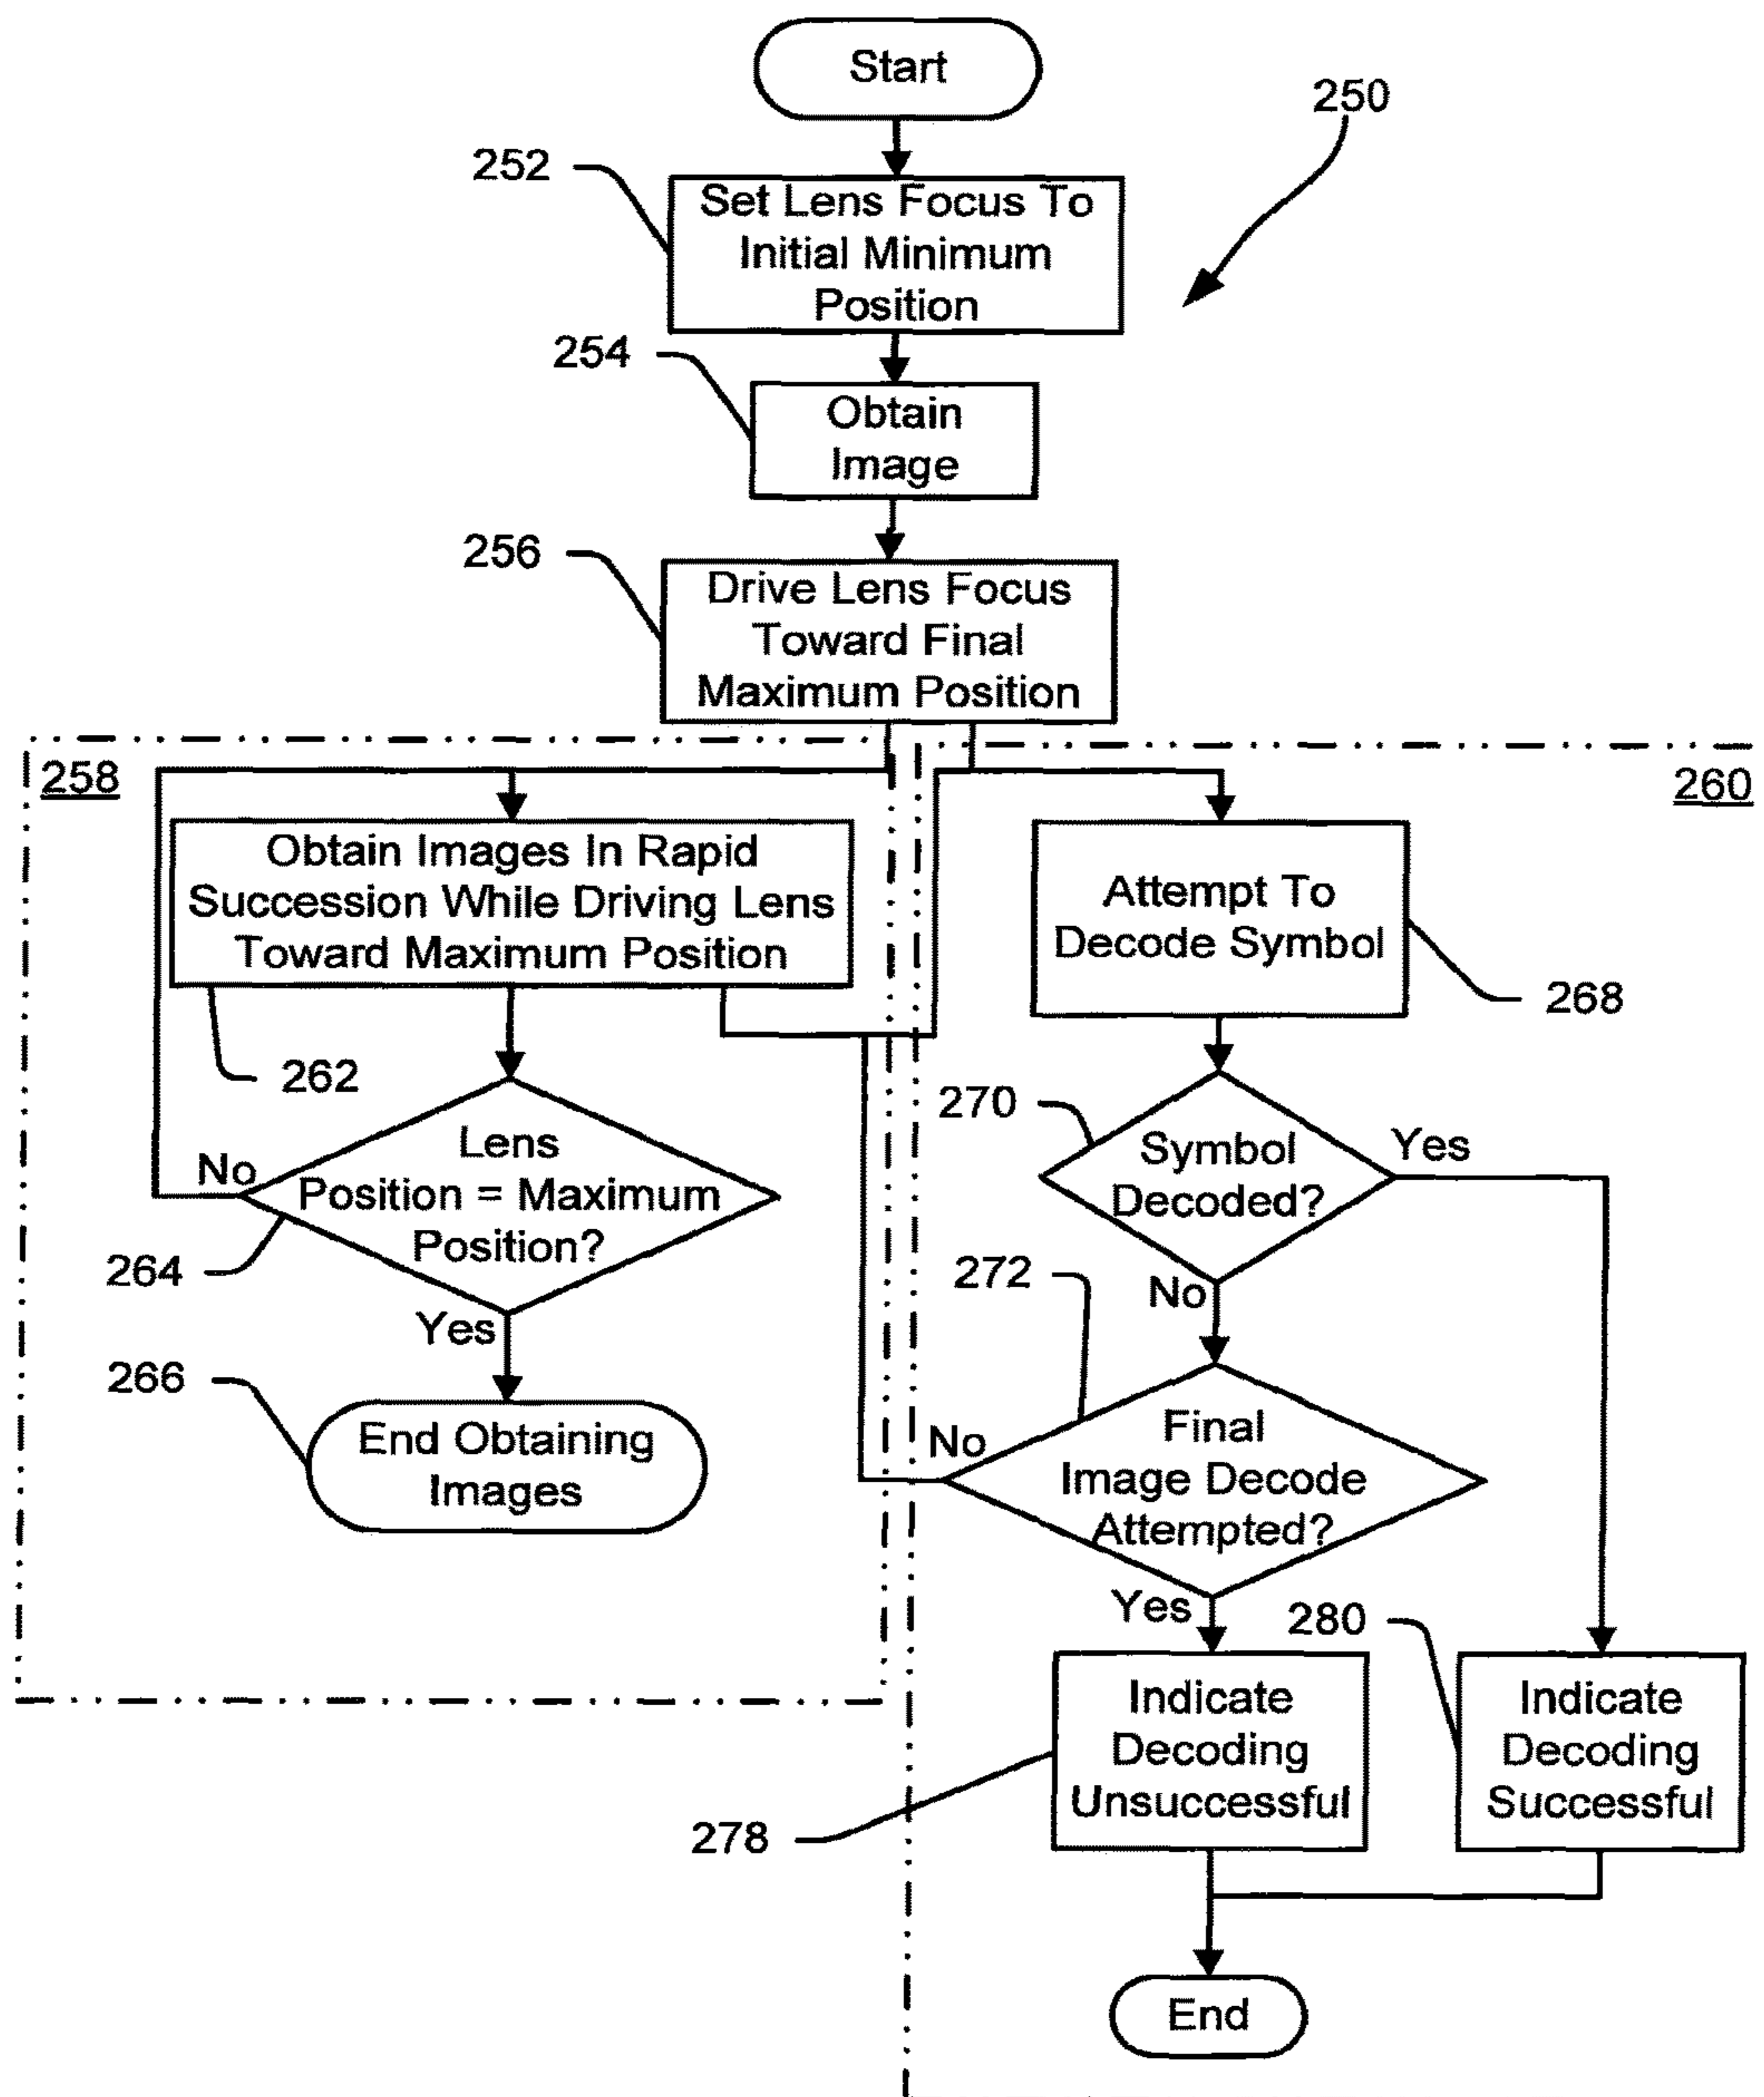 Start
250
252
Set Lens Focus To
Initial Minimum
Position
254
Obtain
Image
256
Drive Lens Focus
Toward Final
Maximum Position
258
Obtain Images In Rapid
Succession While Driving Lens
Toward Maximum Position
262
Lens
Position = Maximum
Position?
No
264
Yes
266
End Obtaining
Images
260
Attempt To
Decode Symbol
268
270
Symbol
Decoded?
Yes
No
272
Final
Image Decode
Attempted?
No
Yes
280
Indicate
Decoding
Unsuccessful
278
Indicate
Decoding
Successful
End